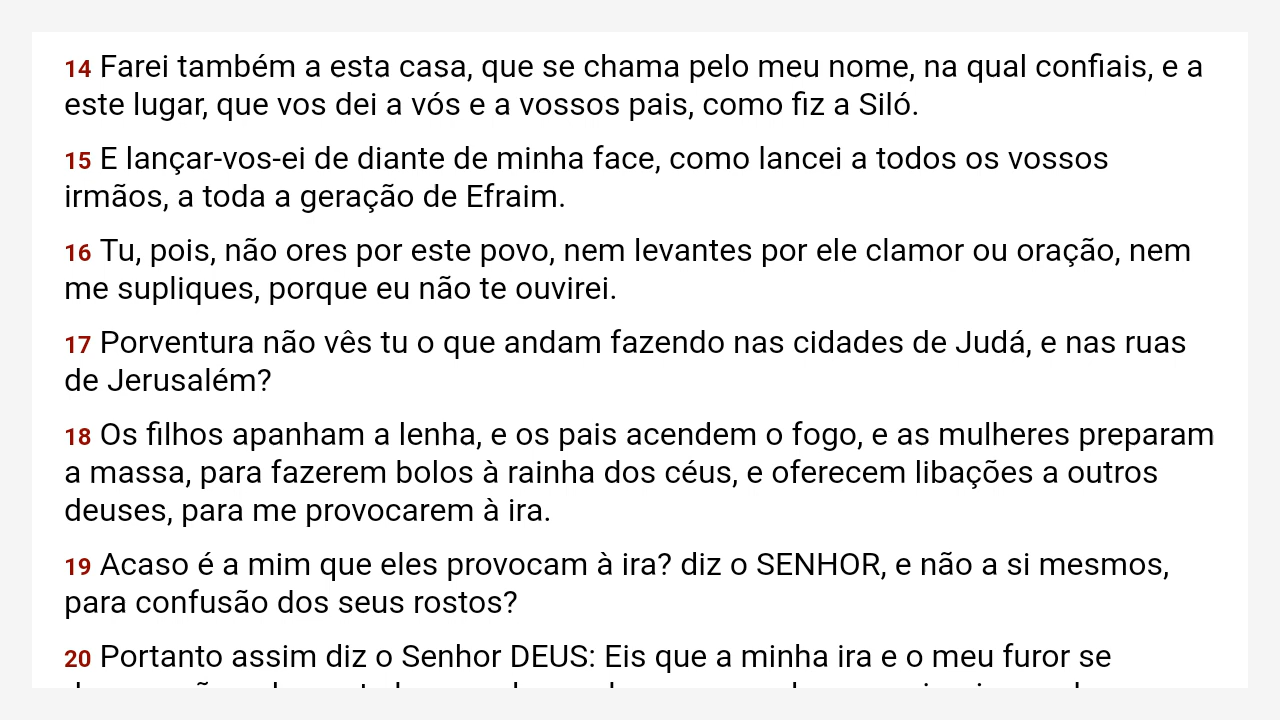 14 Farei também a esta casa, que se chama pelo meu nome, na qual confiais, e a
este lugar, que vos dei a vós e a vossos pais, como fiz a Siló.
15 E lançar-vos-ei de diante de minha face, como lancei a todos os vossos
irmãos, a toda a geração de Efraim.
16 Tu, pois, não ores por este povo, nem levantes por ele clamor ou oração, nem
me supliques, porque eu não te ouvirei.
17 Porventura não vês tu o que andam fazendo nas cidades de Judá, e nas ruas
de Jerusalém?
18 Os filhos apanham a lenha, e os pais acendem o fogo, e as mulheres preparam
a massa, para fazerem bolos à rainha dos céus, e oferecem libações a outros
deuses, para me provocarem à ira.
19 Acaso é a mim que eles provocam à ira? diz o SENHOR, e não a si mesmos,
para confusão dos seus rostos?
20 Portanto assim diz o Senhor DEUS: Eis que a minha ira e o meu furor se